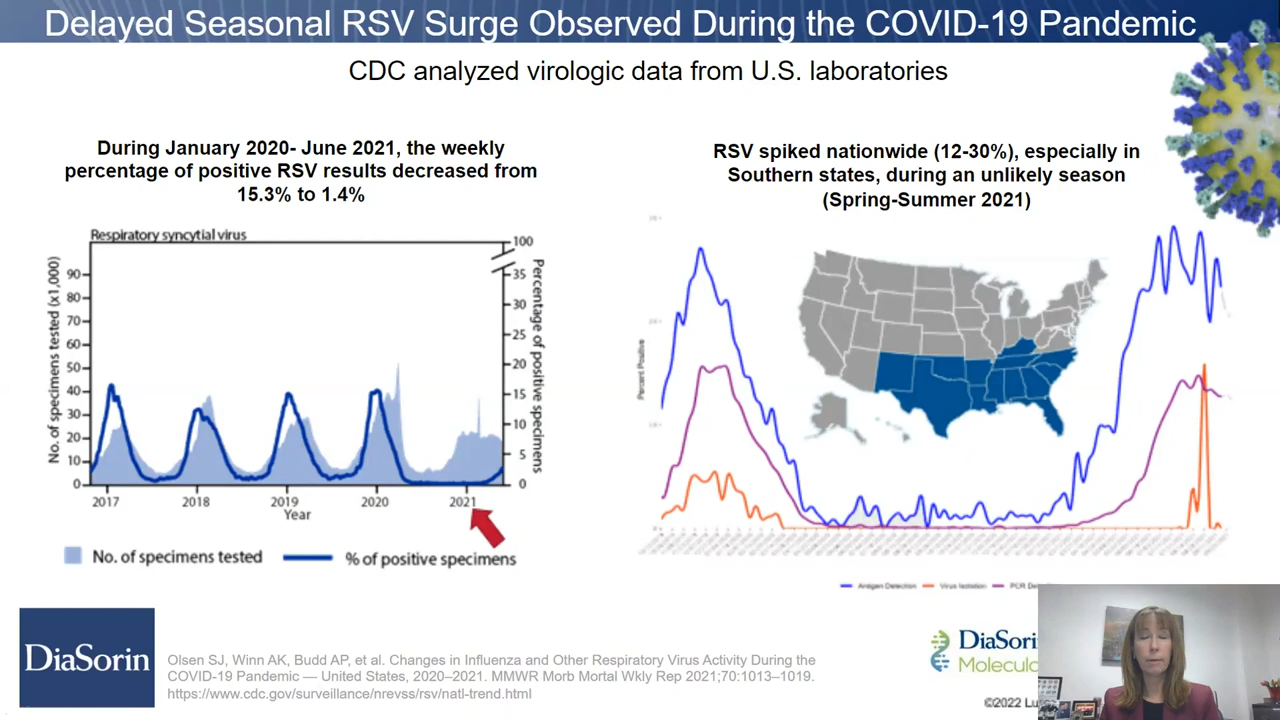 Delayed Seasonal RSV Surge Observed During the COVID-19 Pandemic
CDC analyzed virologic data from U.S. laboratories
During January 2020- June 2021, the weekly
percentage of positive RSV results decreased from
15.3% to 1.4%
Respiratory syncytial virus
No. of specimens tested (x1,000)
90
80
70
60
50
40
30
20
10
0
100
35
30
25
20
15
10
5
0
Percentage of positive specimens
2017 2018 2019 2020 2021
Year
No. of specimens tested
% of positive specimens
RSV spiked nationwide (12-30%), especially in
Southern states, during an unlikely season
(Spring-Summer 2021)
Percent Positive
Antigen Detection Virus Isolation PCR
DiaSorin
Olsen SJ, Winn AK, Budd AP, et al. Changes in Influenza and Other Respiratory Virus Activity During the
COVID-19 Pandemic — United States, 2020–2021. MMWR Morb Mortal Wkly Rep 2021;70:1013–1019.
https://www.cdc.gov/surveillance/nrevss/rsv/natl-trend.html
DiaSori
Molecul
©2022 Lu